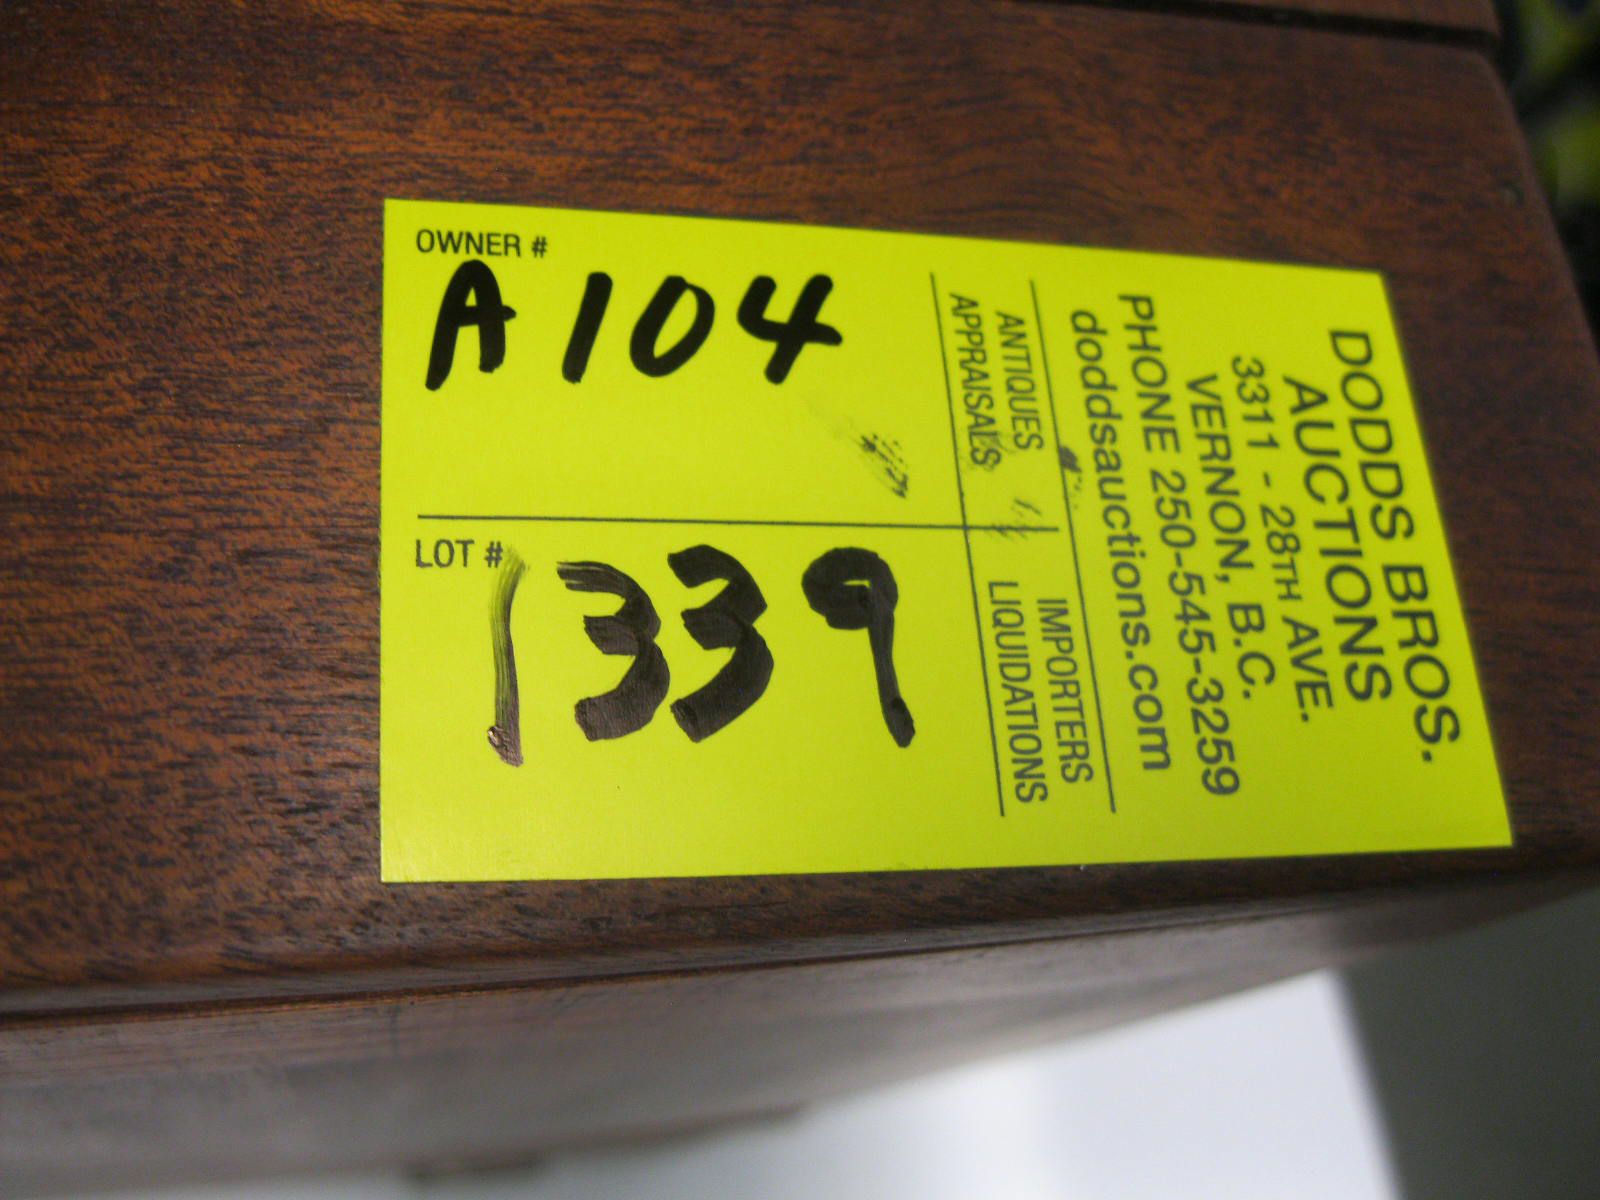 OWNER #
A104
LOT #
1339
DODDS BROS.
AUCTIONS
3311 - 28TH AVE.
VERNON, B.C.
PHONE 250-545-3259
doddsauctions.com
ANTIQUES IMPORTERS
APPRAISALS LIQUIDATIONS